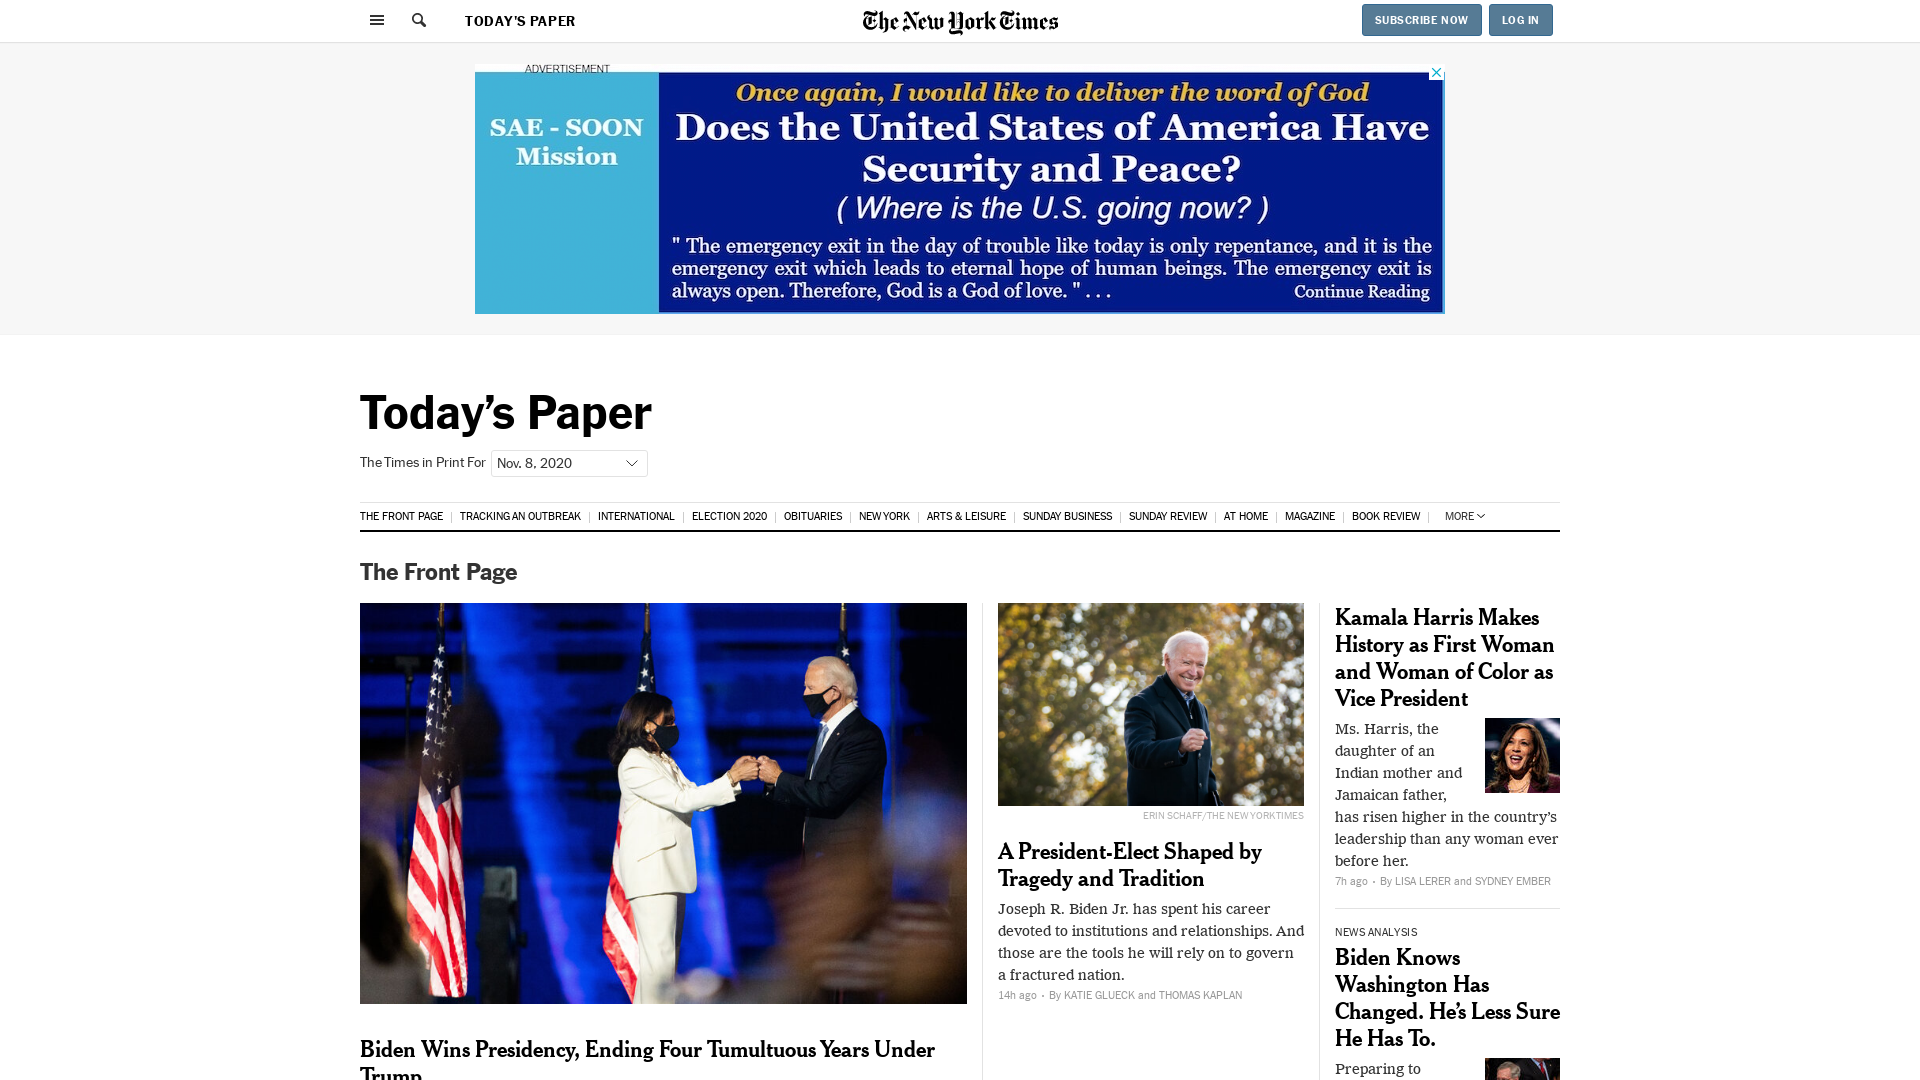 TODAY'S PAPER
The New York Times
SUBSCRIBE NOW
LOG IN
ADVERTISEMENT
SAE - SOON
Mission
Once again, I would like to deliver the word of God
Does the United States of America Have
Security and Peace?
( Where is the U.S. going now? )
" The emergency exit in the day of trouble like today is only repentance, and it is the
emergency exit which leads to eternal hope of human beings. The emergency exit is
always open. Therefore, God is a God of love. " . . .
Continue Reading
Today’s Paper
The Times in Print For
Nov. 8, 2020
THE FRONT PAGE
TRACKING AN OUTBREAK
INTERNATIONAL
ELECTION 2020
OBITUARIES
NEW YORK
ARTS & LEISURE
SUNDAY BUSINESS
SUNDAY REVIEW
AT HOME
MAGAZINE
BOOK REVIEW
MORE
The Front Page
Biden Wins Presidency, Ending Four Tumultuous Years Under
Trump
ERIN SCHAFF/THE NEW YORK TIMES
A President-Elect Shaped by
Tragedy and Tradition
Joseph R. Biden Jr. has spent his career
devoted to institutions and relationships. And
those are the tools he will rely on to govern
a fractured nation.
14h ago · By KATIE GLUECK and THOMAS KAPLAN
Kamala Harris Makes
History as First Woman
and Woman of Color as
Vice President
Ms. Harris, the
daughter of an
Indian mother and
Jamaican father,
has risen higher in the country’s
leadership than any woman ever
before her.
7h ago · By LISA LERER and SYDNEY EMBER
NEWS ANALYSIS
Biden Knows
Washington Has
Changed. He’s Less Sure
He Has To.
Preparing to